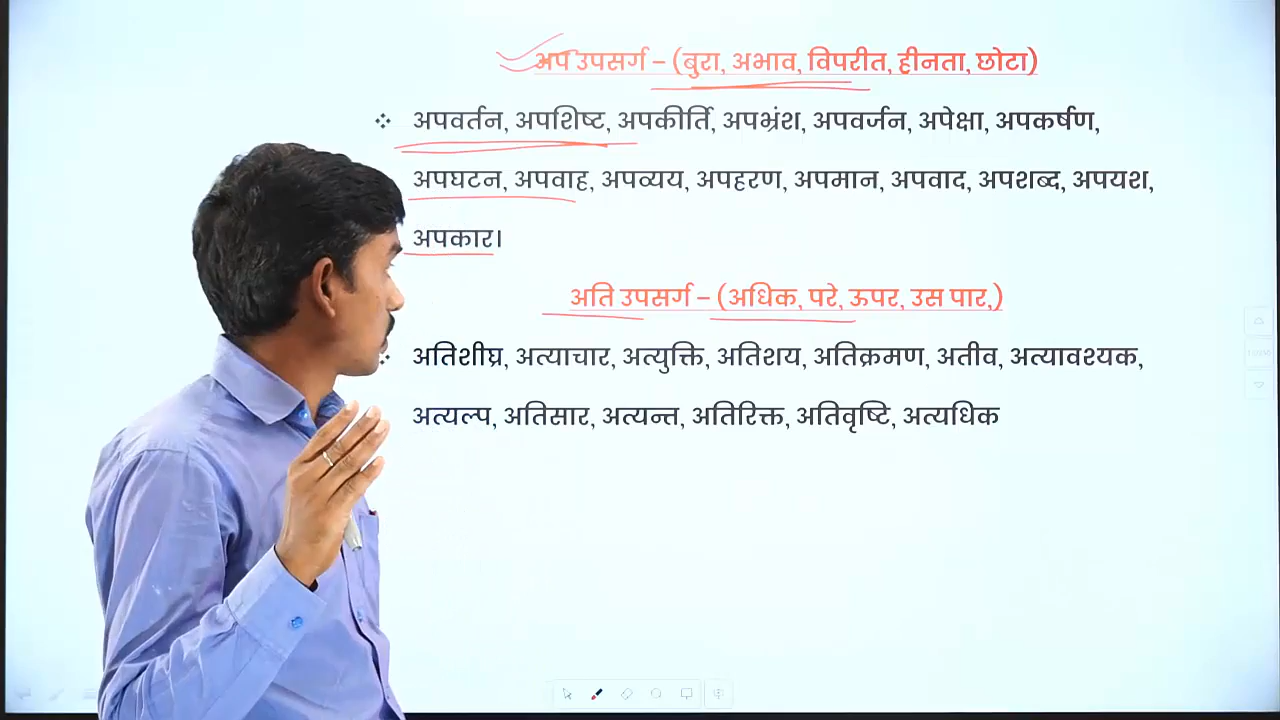 अप उपसर्ग – (बुरा, अभाव, विपरीत, हीनता, छोटा)
अपवर्तन, अपशिष्ट, अपकीर्ति, अपभ्रंश, अपवर्जन, अपेक्षा, अपकर्षण,
अपघटन, अपवाह, अपव्यय, अपहरण, अपमान, अपवाद, अपशब्द, अपयश,
अपकार।
अति उपसर्ग – (अधिक, परे, ऊपर, उस पार,)
अतिशीघ्र, अत्याचार, अत्युक्ति, अतिशय, अतिक्रमण, अतीव, अत्यावश्यक,
अत्यल्प, अतिसार, अत्यन्त, अतिरिक्त, अतिवृष्टि, अत्यधिक